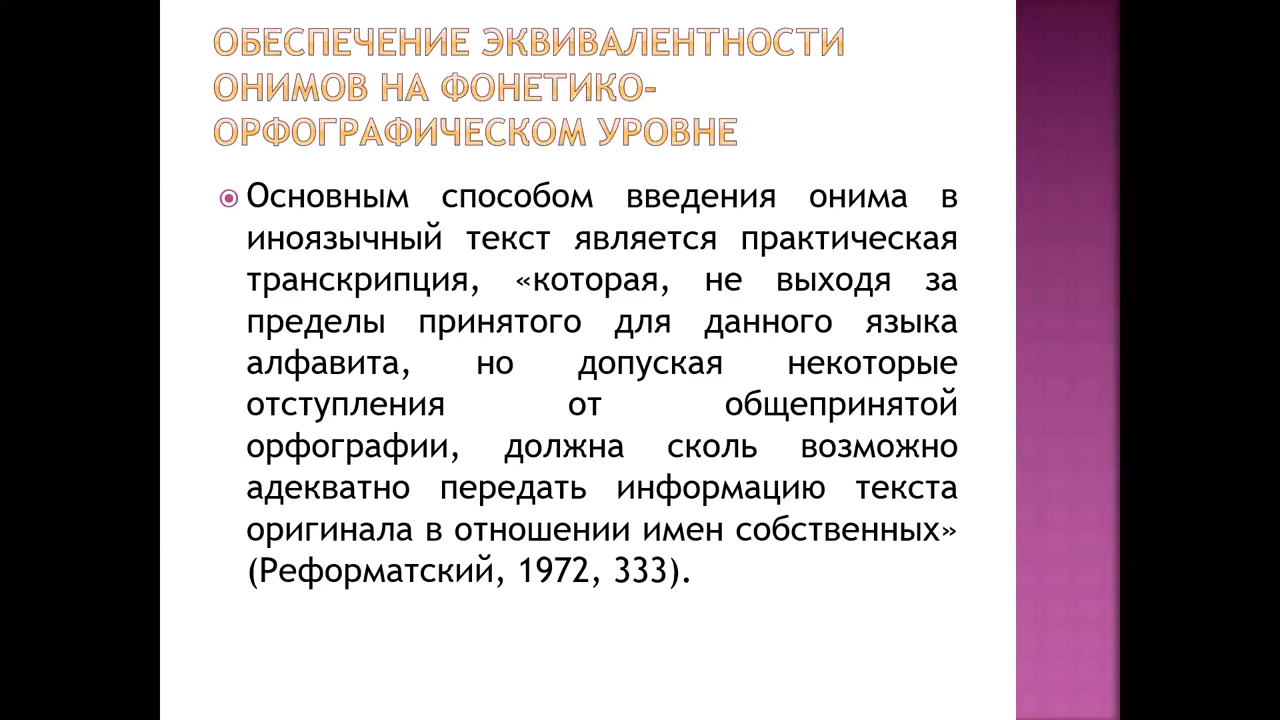 ОБЕСПЕЧЕНИЕ ЭКВИВАЛЕНТНОСТИ
ОНИМОВ НА ФОНЕТИКО-
ОРФОГРАФИЧЕСКОМ УРОВНЕ
Основным способом введения онима в
иноязычный текст является практическая
транскрипция, «которая, не выходя за
пределы принятого для данного языка
алфавита, но допуская некоторые
отступления от общепринятой
орфографии, должна сколь возможно
адекватно передать информацию текста
оригинала в отношении имен собственных»
(Реформатский, 1972, 333).